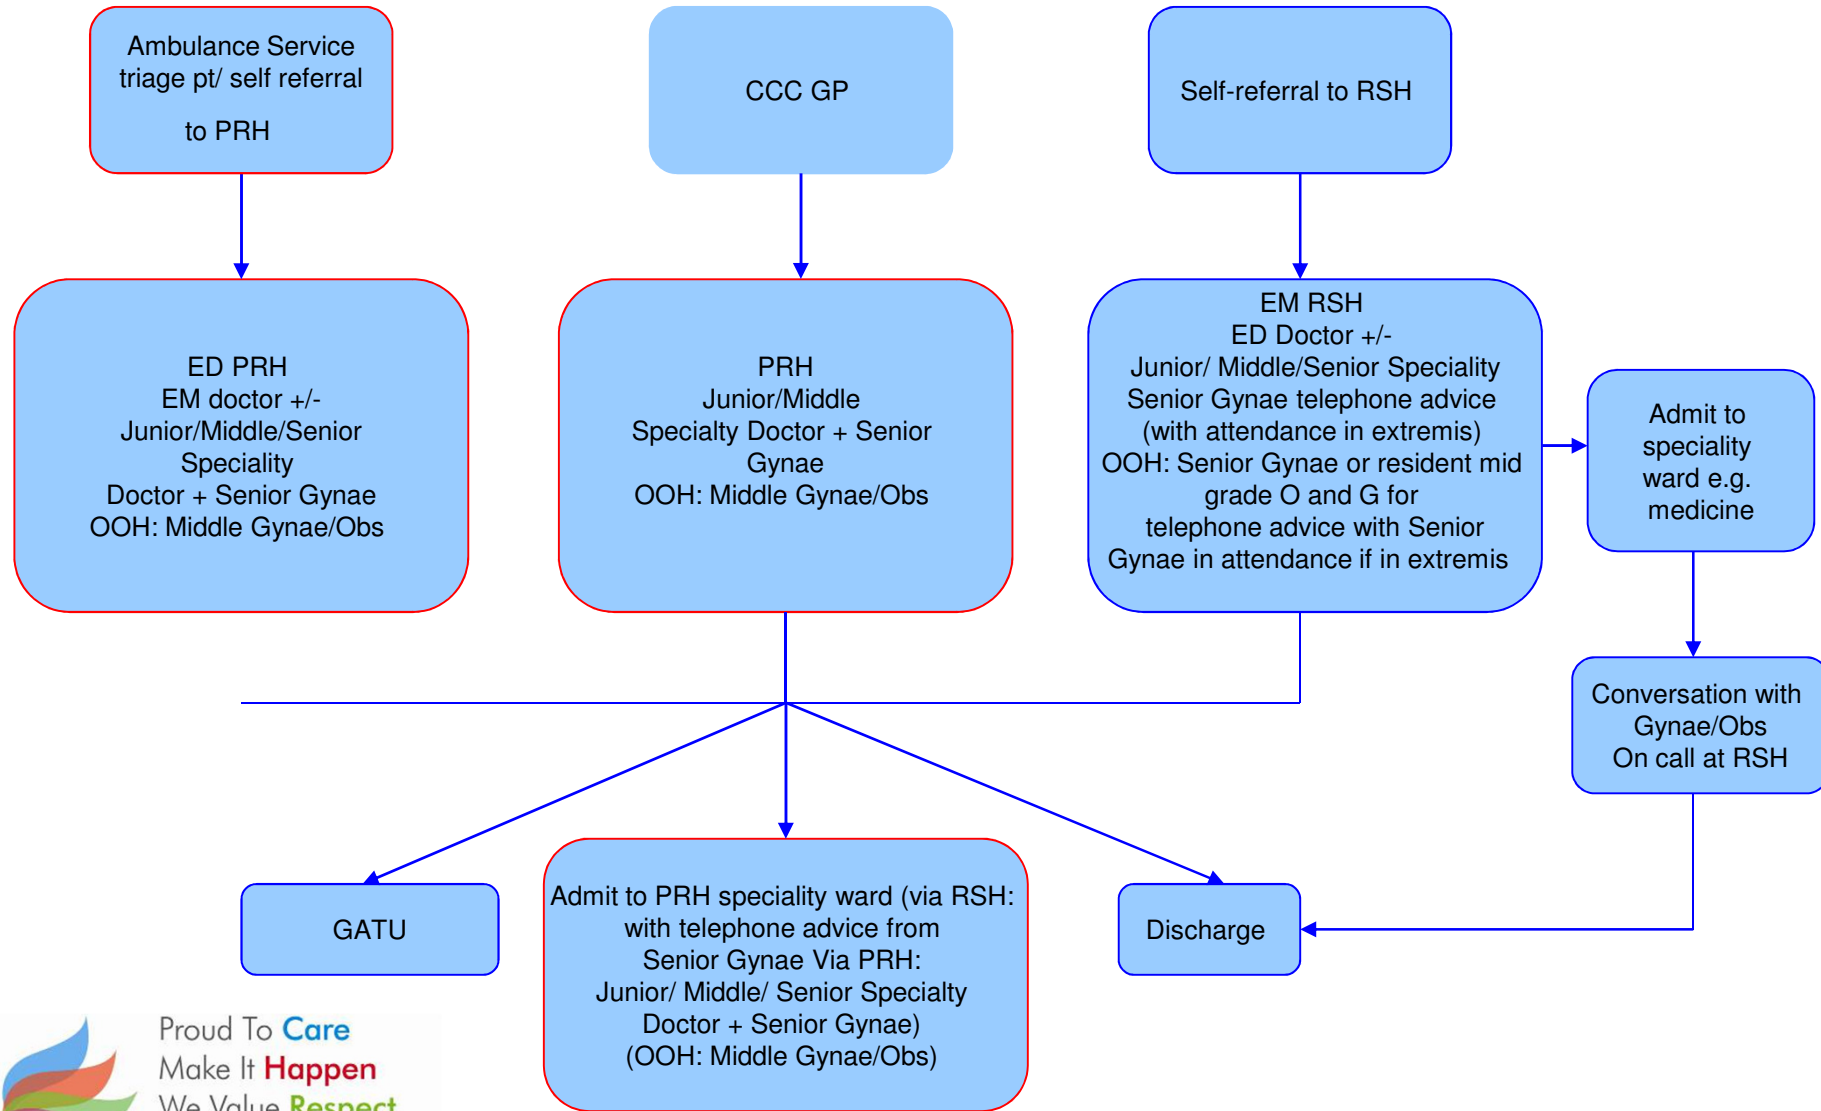 Ambulance Service
triage pt/ self referral
to PRH
CCC GP
Self-referral to RSH
ED PRH
EM doctor +/-
Junior/Middle/Senior
Speciality
Doctor + Senior Gynae
OOH: Middle Gynae/Obs
PRH
Junior/Middle
Specialty Doctor + Senior
Gynae
OOH: Middle Gynae/Obs
EM RSH
ED Doctor +/-
Junior/ Middle/Senior Speciality
Senior Gynae telephone advice
(with attendance in extremis)
OOH: Senior Gynae or resident mid
grade O and G for
telephone advice with Senior
Gynae in attendance if in extremis
Admit to
speciality
ward e.g.
medicine
Conversation with
Gynae/Obs
On call at RSH
GATU
Admit to PRH speciality ward (via RSH:
with telephone advice from
Senior Gynae Via PRH:
Junior/ Middle/ Senior Specialty
Doctor + Senior Gynae)
(OOH: Middle Gynae/Obs)
Discharge
Proud To Care
Make It Happen
We Value Respect